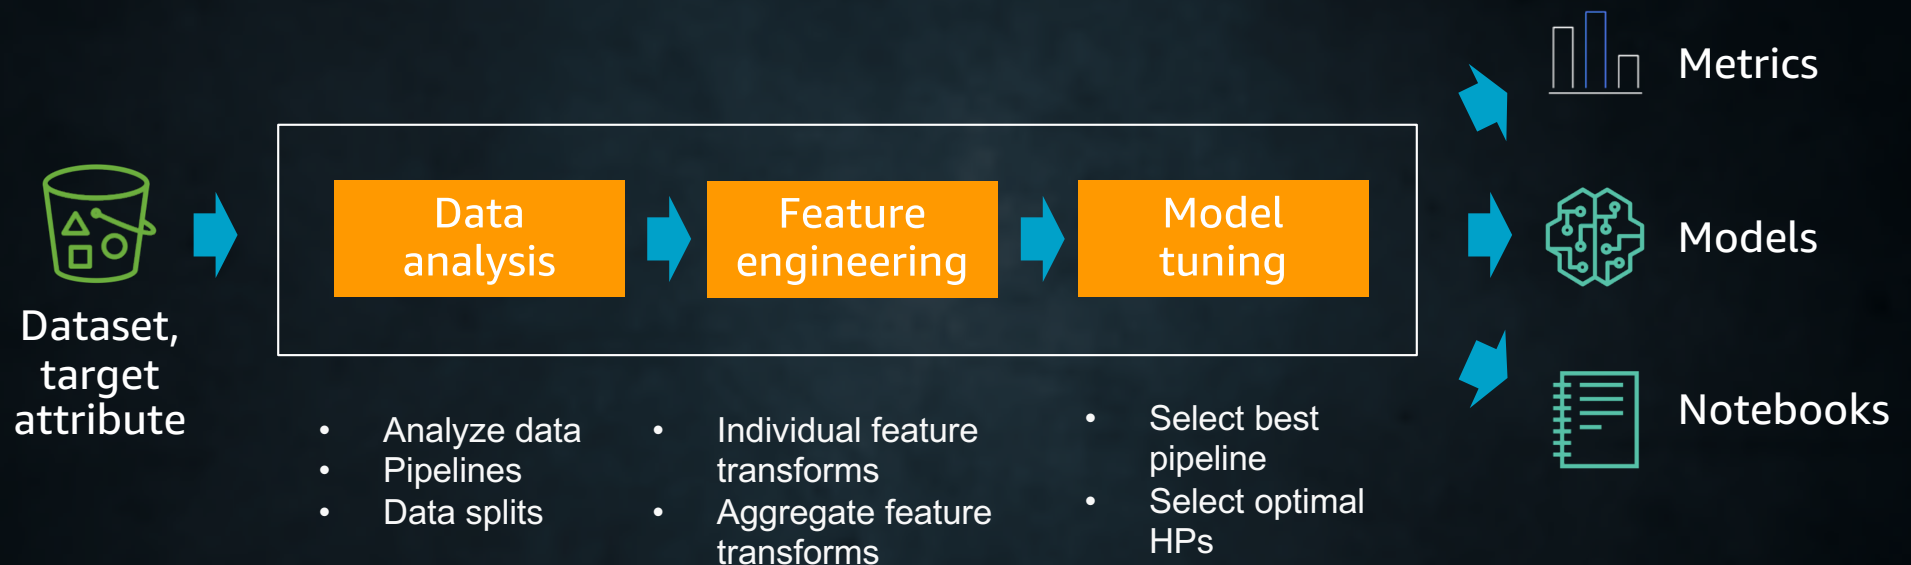 Dataset,
target
attribute
Data
analysis
Feature
engineering
Model
tuning
• Analyze data
• Pipelines
• Data splits
• Individual feature
transforms
• Aggregate feature
transforms
• Select best
pipeline
• Select optimal
HPs
Metrics
Models
Notebooks